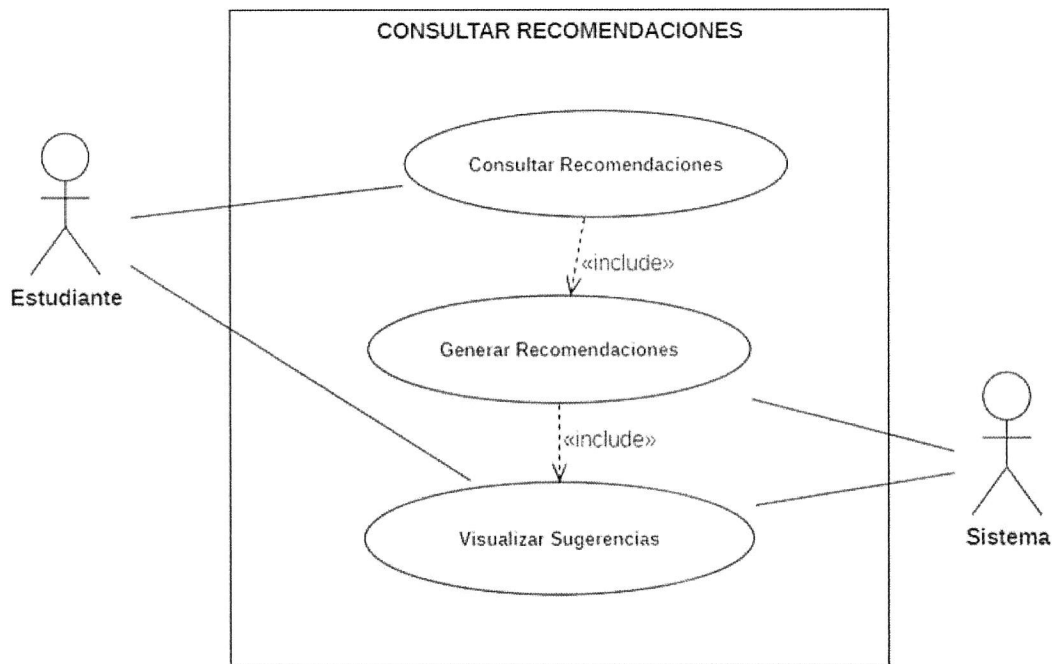 CONSULTAR RECOMENDACIONES
Consultar Recomendaciones
«include»
Estudiante
Generar Recomendaciones
«include»
Visualizar Sugerencias
Sistema